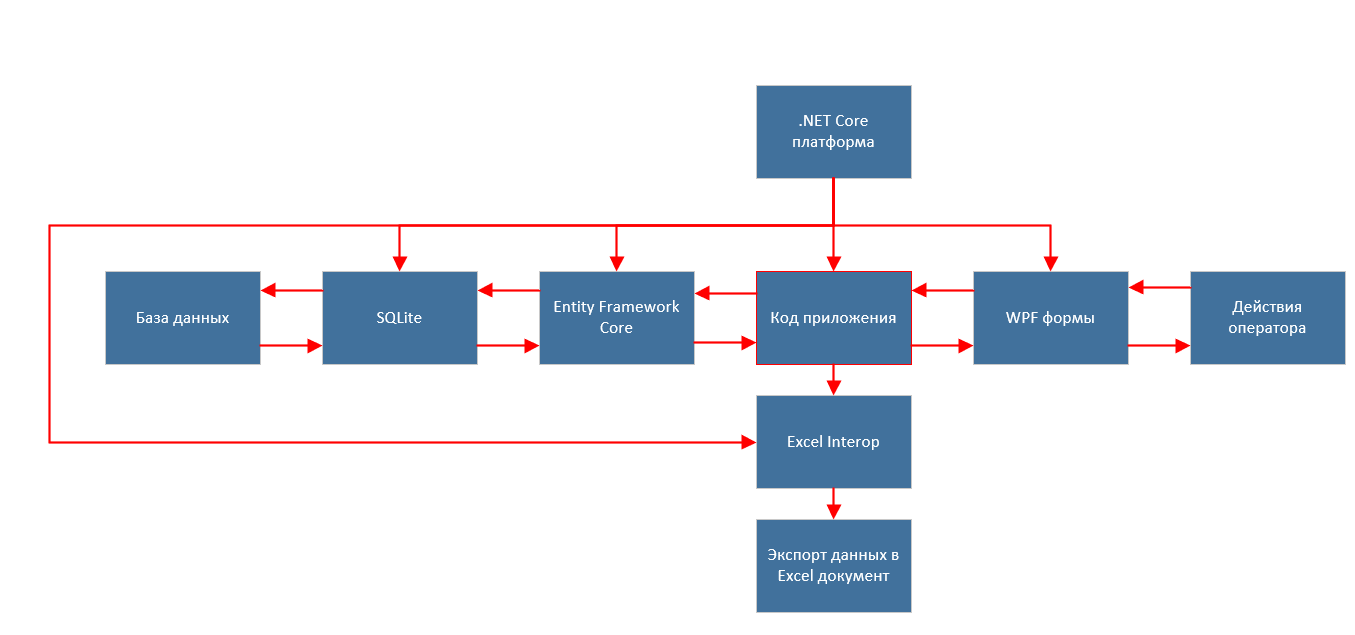 .NET Core
платформа
База данных
SQLite
Entity Framework
Core
Код приложения
WPF формы
Действия
оператора
Excel Interop
Экспорт данных в
Excel документ